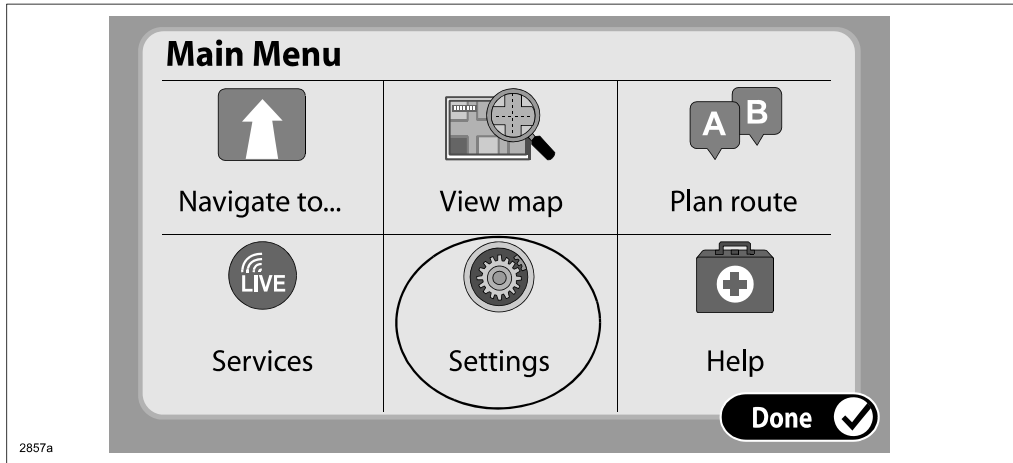 Main Menu
A B
Navigate to...
View map
Plan route
LIVE
Services
Settings
Help
Done
2857a